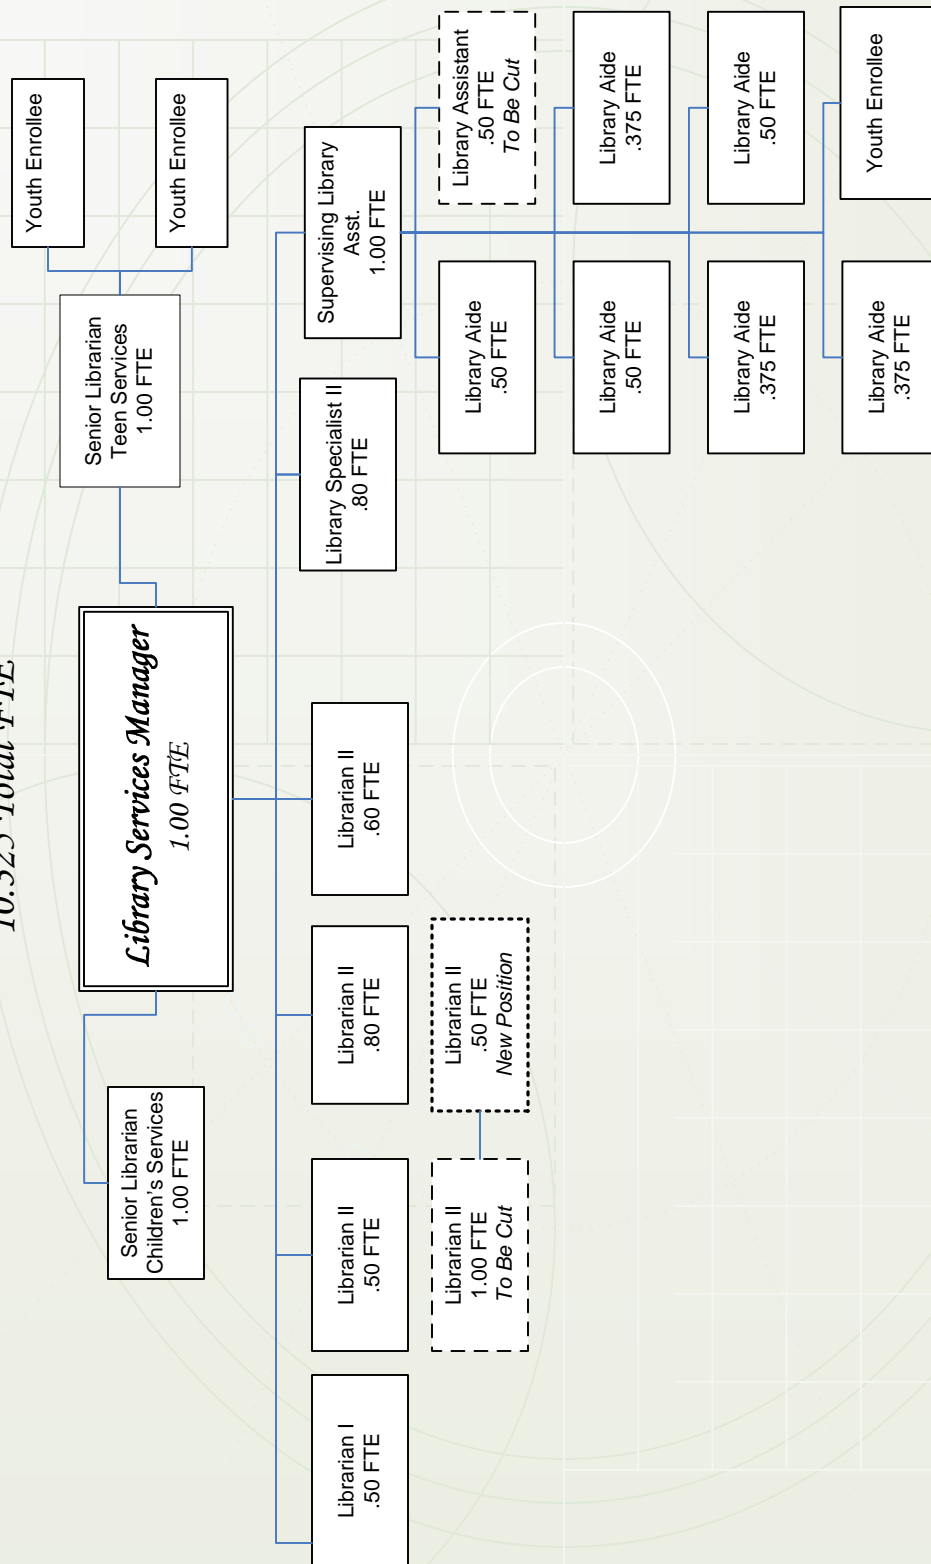 10.325 Total FTE
Library Services Manager
1.00 FTE
Senior Librarian
Children's Services
1.00 FTE
Senior Librarian
Teen Services
1.00 FTE
Youth Enrollee
Youth Enrollee
Librarian I
.50 FTE
Librarian II
.50 FTE
Librarian II
.80 FTE
Librarian II
.60 FTE
Library Specialist II
.80 FTE
Supervising Library
Asst.
1.00 FTE
Librarian II
1.00 FTE
To Be Cut
Librarian II
.50 FTE
New Position
Library Aide
.50 FTE
Library Assistant
.50 FTE
To Be Cut
Library Aide
.50 FTE
Library Aide
.375 FTE
Library Aide
.375 FTE
Library Aide
.50 FTE
Library Aide
.375 FTE
Youth Enrollee